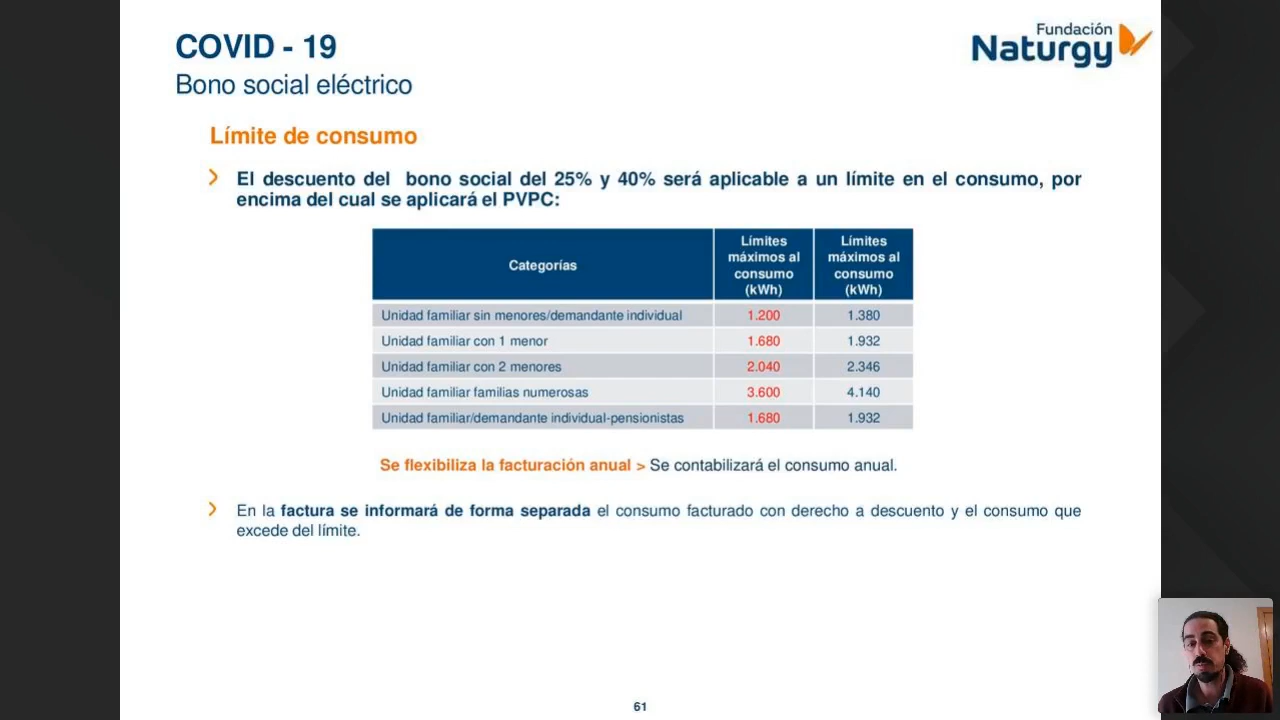 COVID - 19
Bono social eléctrico
Fundación
Naturgy
Límite de consumo
El descuento del bono social del 25% y 40% será aplicable a un límite en el consumo, por
encima del cual se aplicará el PVPC:
Categorías
Límites
máximos al
consumo
(kWh)
Límites
máximos al
consumo
(kWh)
Unidad familiar sin menores/demandante individual 1.200 1.380
Unidad familiar con 1 menor 1.680 1.932
Unidad familiar con 2 menores 2.040 2.346
Unidad familiar familias numerosas 3.600 4.140
Unidad familiar/demandante individual-pensionistas 1.680 1.932
Se flexibiliza la facturación anual > Se contabilizará el consumo anual.
En la factura se informará de forma separada el consumo facturado con derecho a descuento y el consumo que
excede del límite.
61